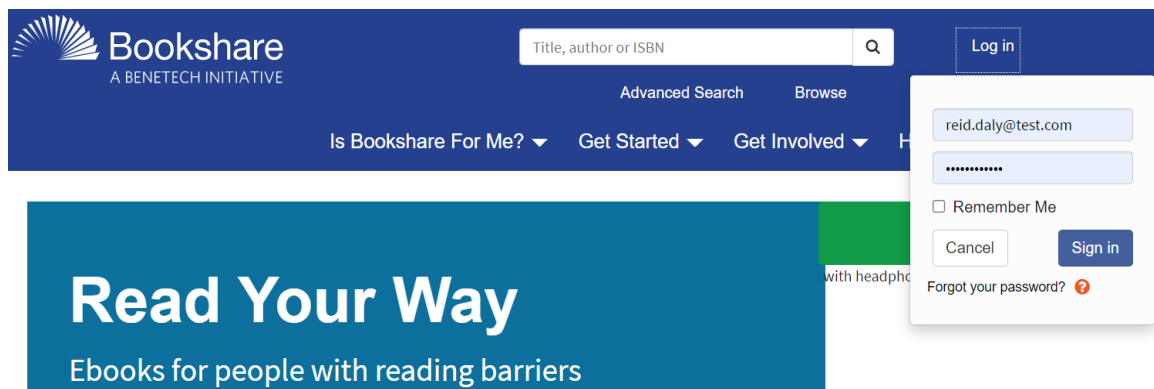 Bookshare
A BENETECH INITIATIVE
Title, author or ISBN
Log in
Advanced Search Browse
Is Bookshare For Me? Get Started Get Involved H
reid.daly@test.com
••••••••••••
Remember Me
Cancel Sign in
Forgot your password? ?
with headpho
Read Your Way
Ebooks for people with reading barriers